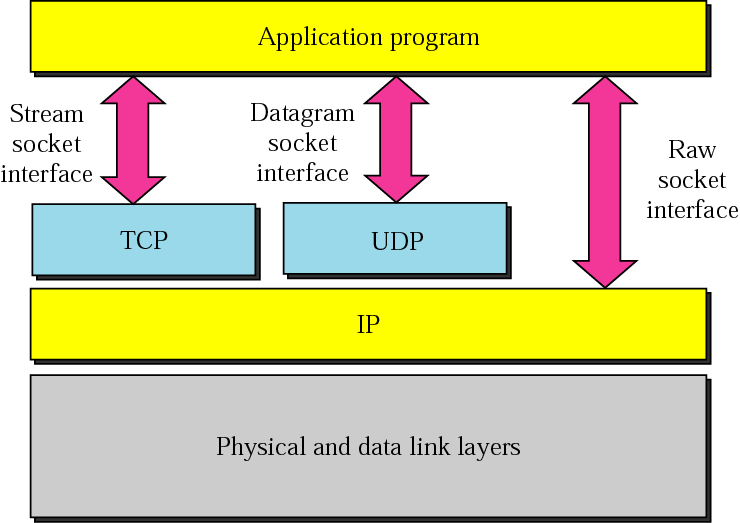 Application program
Stream
socket
interface
Datagram
socket
interface
Raw
socket
interface
TCP
UDP
IP
Physical and data link layers